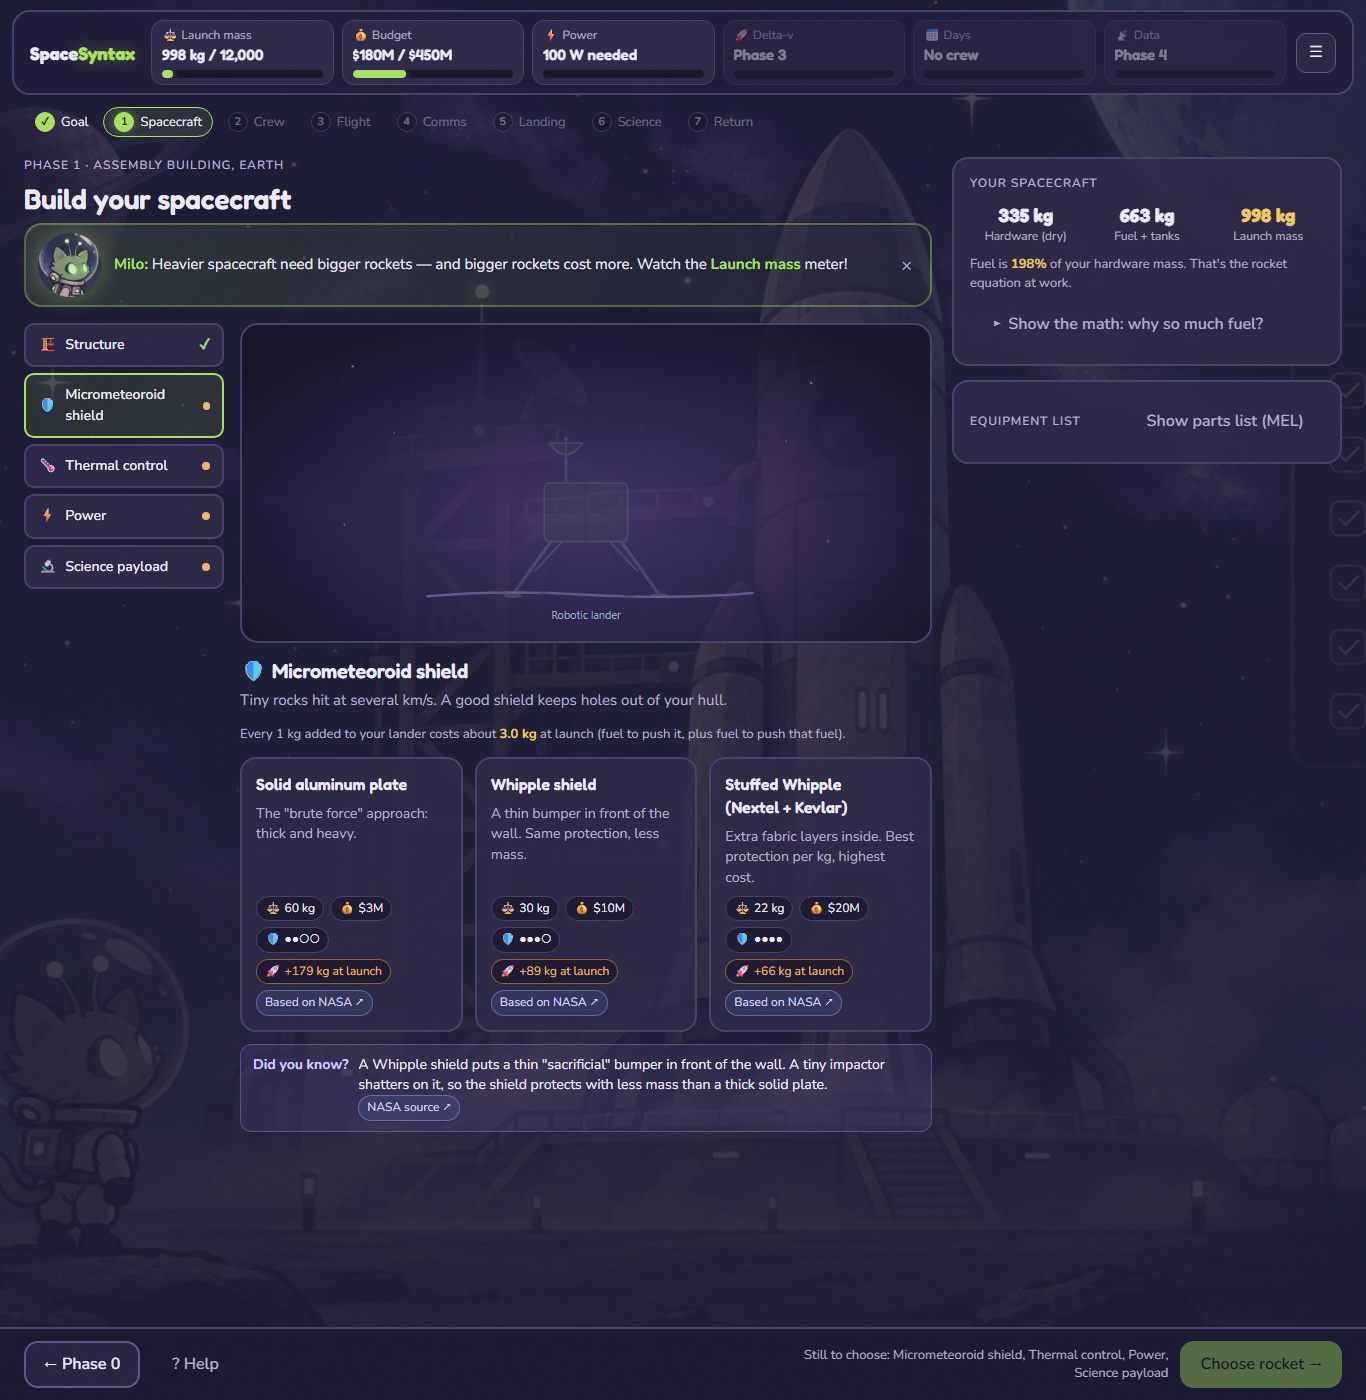 SpaceSyntax
Launch mass
998 kg / 12,000
Budget
$180M / $450M
Power
100 W needed
Delta-v
Phase 3
Days
No crew
Data
Phase 4
Goal
1 Spacecraft
2 Crew
3 Flight
4 Comms
5 Landing
6 Science
7 Return
PHASE 1 · ASSEMBLY BUILDING, EARTH
Build your spacecraft
Milo: Heavier spacecraft need bigger rockets — and bigger rockets cost more. Watch the Launch mass meter!
Structure
Micrometeoroid
shield
Thermal control
Power
Science payload
Robotic lander
Micrometeoroid shield
Tiny rocks hit at several km/s. A good shield keeps holes out of your hull.
Every 1 kg added to your lander costs about 3.0 kg at launch (fuel to push it, plus fuel to push that fuel).
Solid aluminum plate
The "brute force" approach:
thick and heavy.
60 kg
$3M
+179 kg at launch
Based on NASA ↗
Whipple shield
A thin bumper in front of the
wall. Same protection, less
mass.
30 kg
$10M
+89 kg at launch
Based on NASA ↗
Stuffed Whipple
(Nextel + Kevlar)
Extra fabric layers inside. Best
protection per kg, highest
cost.
22 kg
$20M
+66 kg at launch
Based on NASA ↗
Did you know? A Whipple shield puts a thin "sacrificial" bumper in front of the wall. A tiny impactor
shatters on it, so the shield protects with less mass than a thick solid plate.
NASA source ↗
YOUR SPACECRAFT
335 kg
Hardware (dry)
663 kg
Fuel + tanks
998 kg
Launch mass
Fuel is 198% of your hardware mass. That's the rocket
equation at work.
► Show the math: why so much fuel?
EQUIPMENT LIST
Show parts list (MEL)
← Phase 0
? Help
Still to choose: Micrometeoroid shield, Thermal control, Power,
Science payload
Choose rocket →